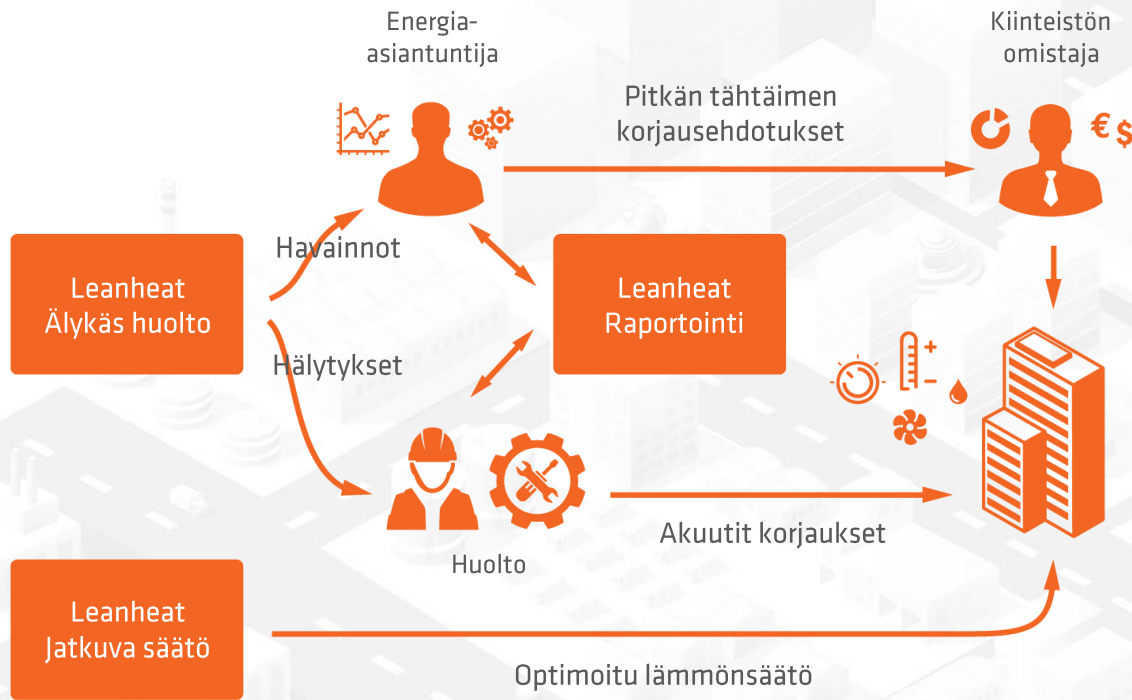 Energia-
asiantuntija
Kiinteistön
omistaja
Pitkän tähtäimen
korjausehdotukset
€ $
Havainnot
Leanheat
Älykäs huolto
Leanheat
Raportointi
Hälytykset
Huolto
Akuutit korjaukset
Leanheat
Jatkuva säätö
Optimoitu lämmönsäätö